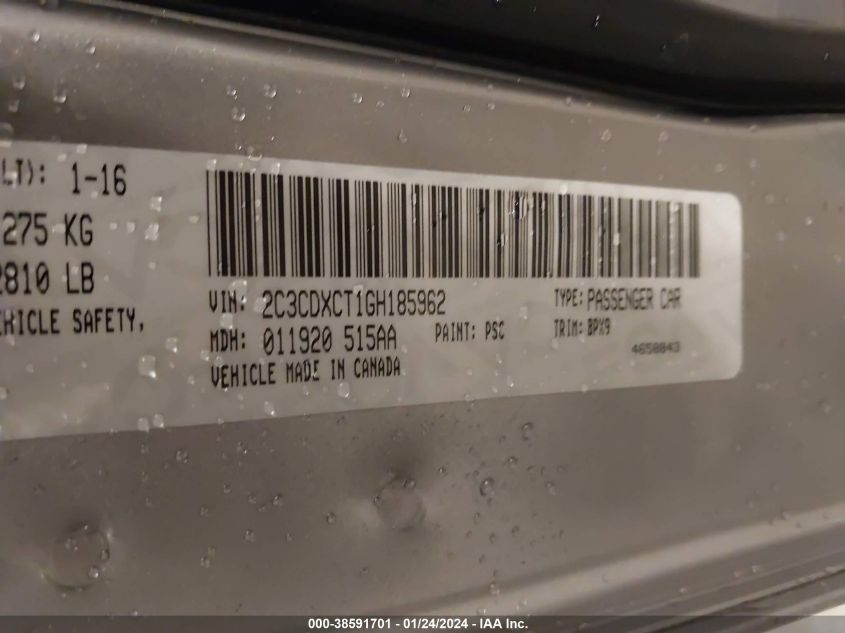 LT): 1-16
275 KG
2810 LB
EHICLE SAFETY,
VIN: 2C3CDXCT1GH185962
TYPE: PASSENGER CAR
MDH: 011920 515AA
PAINT: PSC
TRIM: BPX9
VEHICLE MADE IN CANADA
4658843
000-38591701 - 01/24/2024 - IAA Inc.